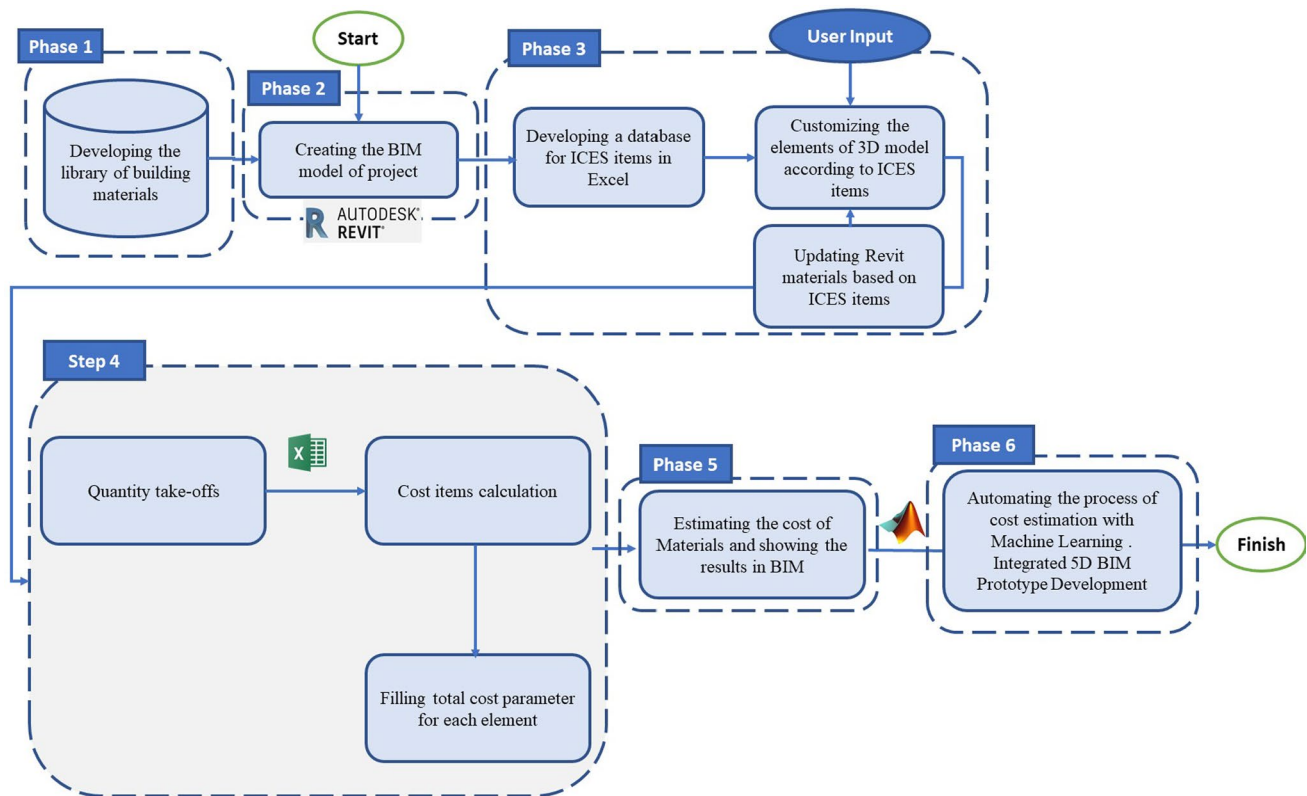 Phase 1
Developing the
library of building
materials
Start
Phase 2
Creating the BIM
model of project
AUTODESK®
REVIT®
Phase 3
User Input
Developing a database
for ICES items in
Excel
Customizing the
elements of 3D model
according to ICES
items
Updating Revit
materials based on
ICES items
Step 4
Quantity take-offs
X
Cost items calculation
Filling total cost parameter
for each element
Phase 5
Estimating the cost of
Materials and showing the
results in BIM
Phase 6
Automating the process of
cost estimation with
Machine Learning .
Integrated 5D BIM
Prototype Development
Finish